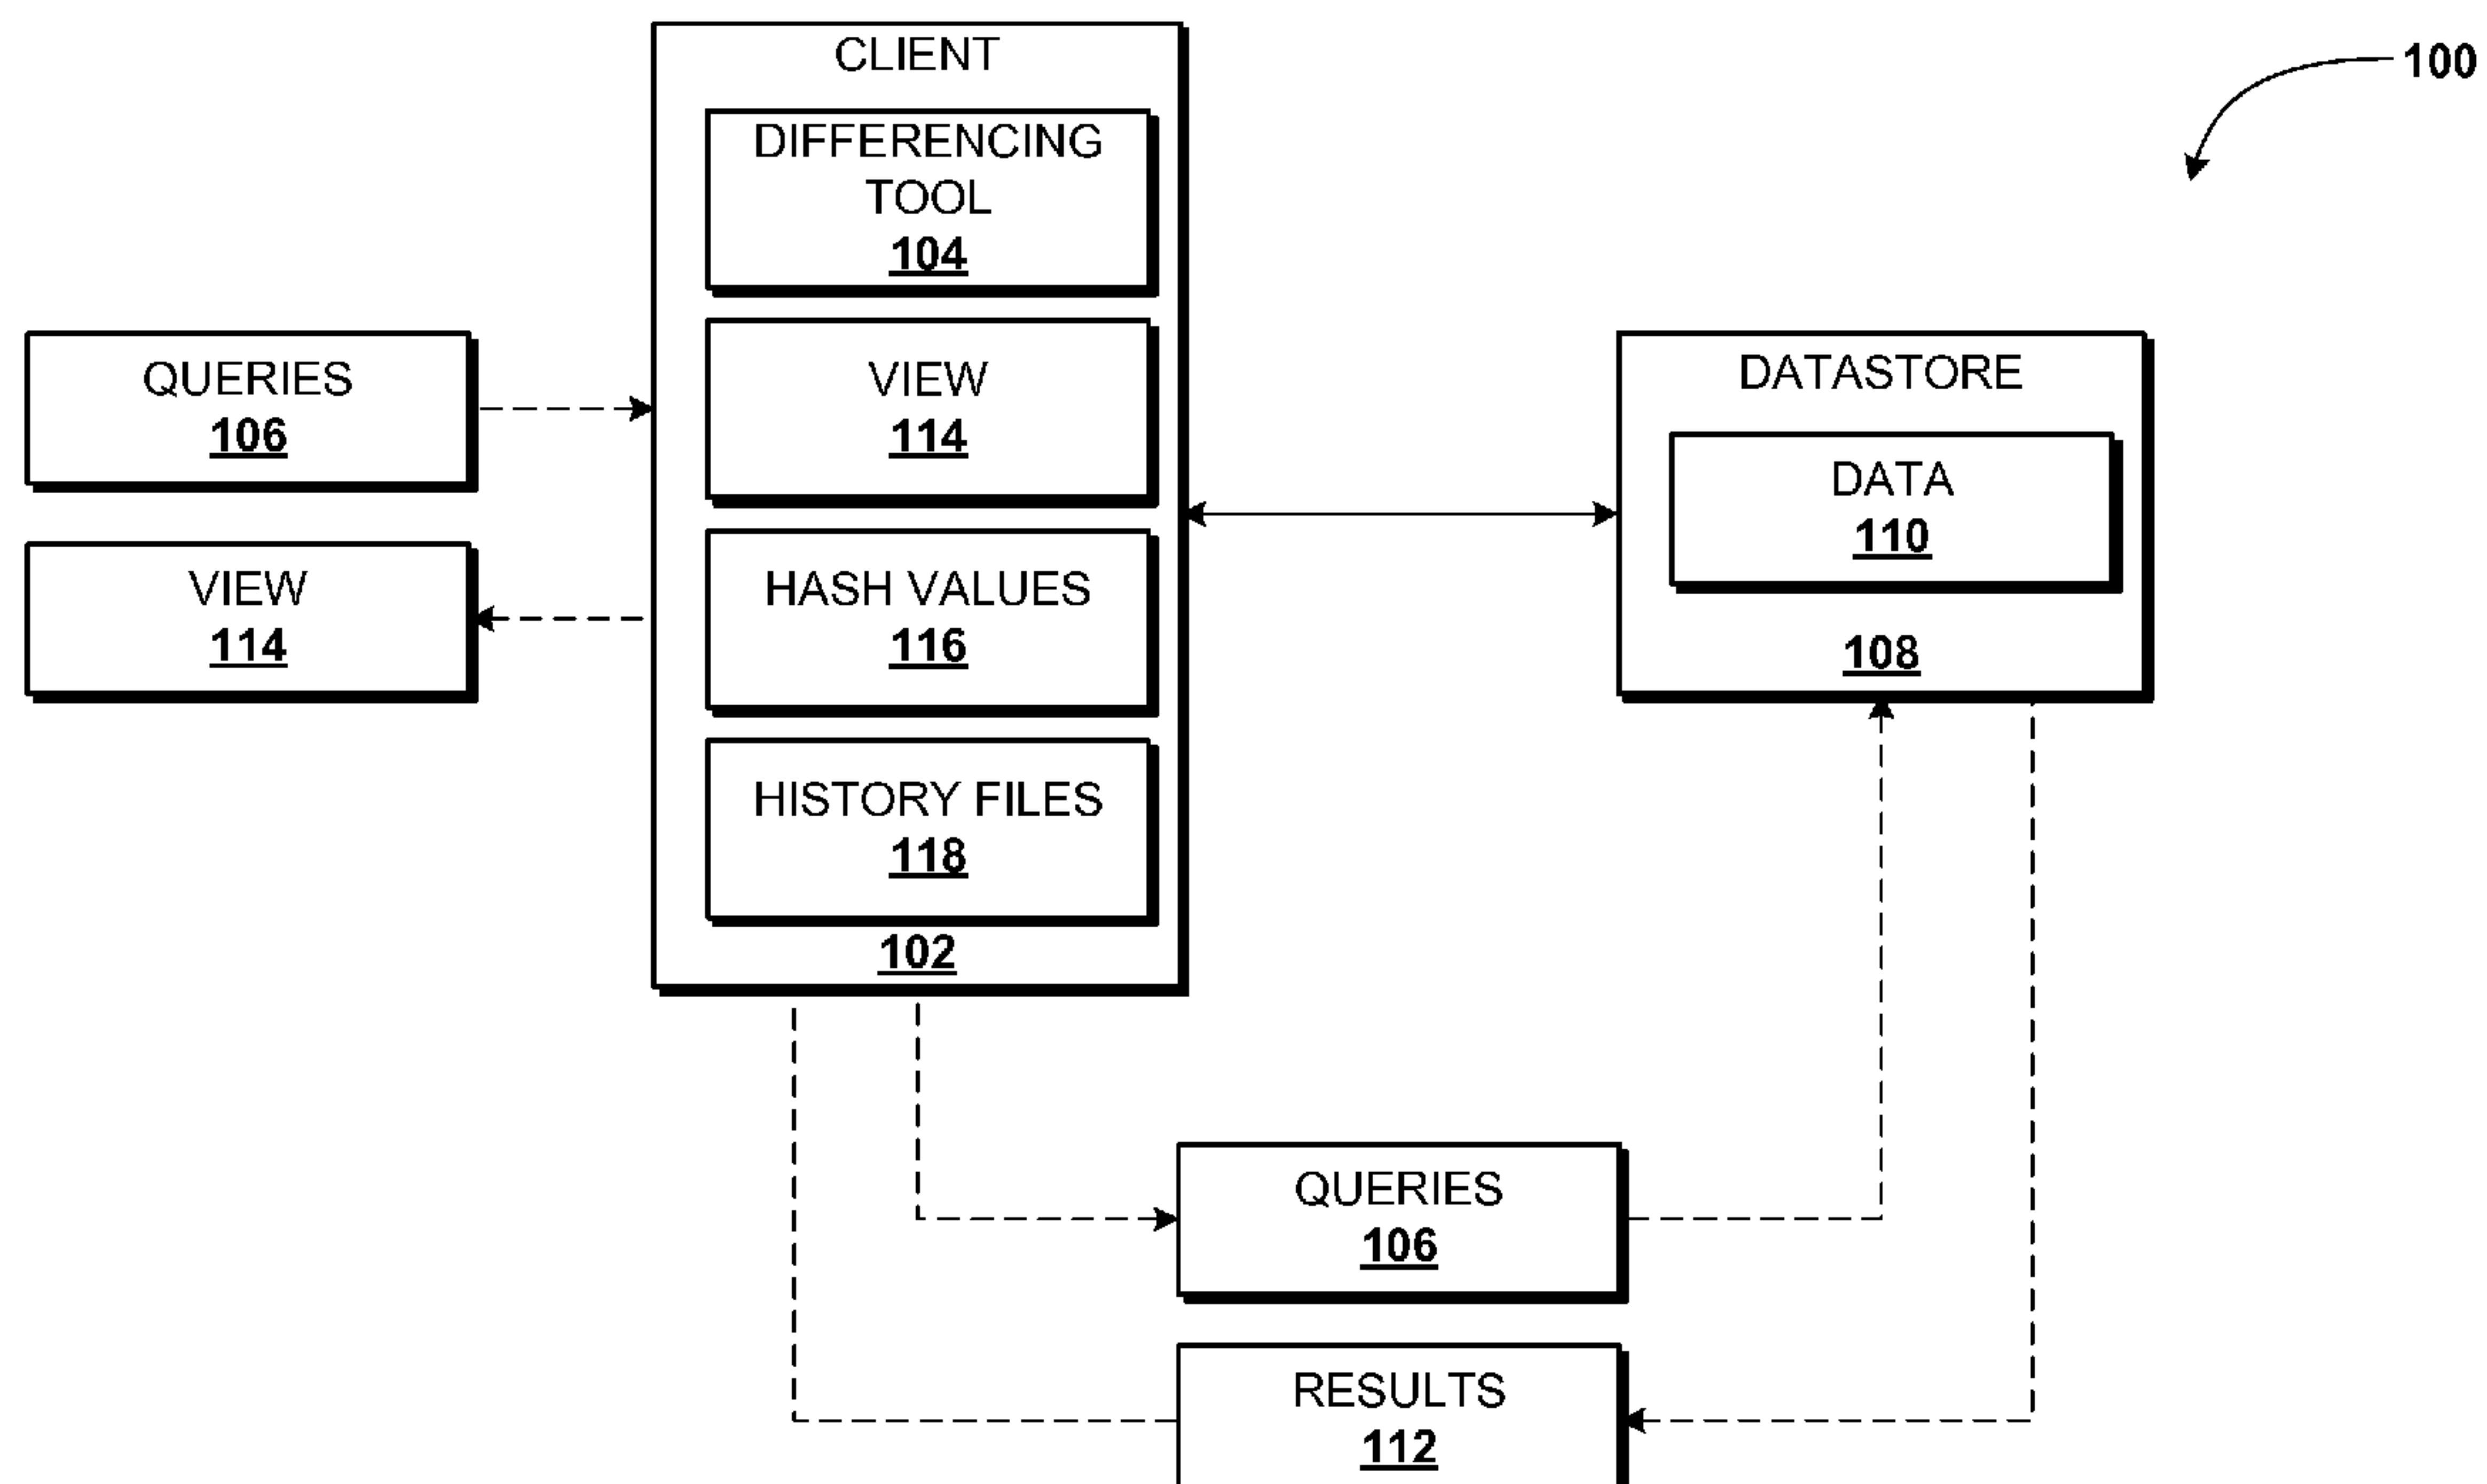 100
CLIENT
DIFFERENCING
TOOL
104
VIEW
114
HASH VALUES
116
HISTORY FILES
118
102
QUERIES
106
VIEW
114
DATASTORE
DATA
110
108
QUERIES
106
RESULTS
112